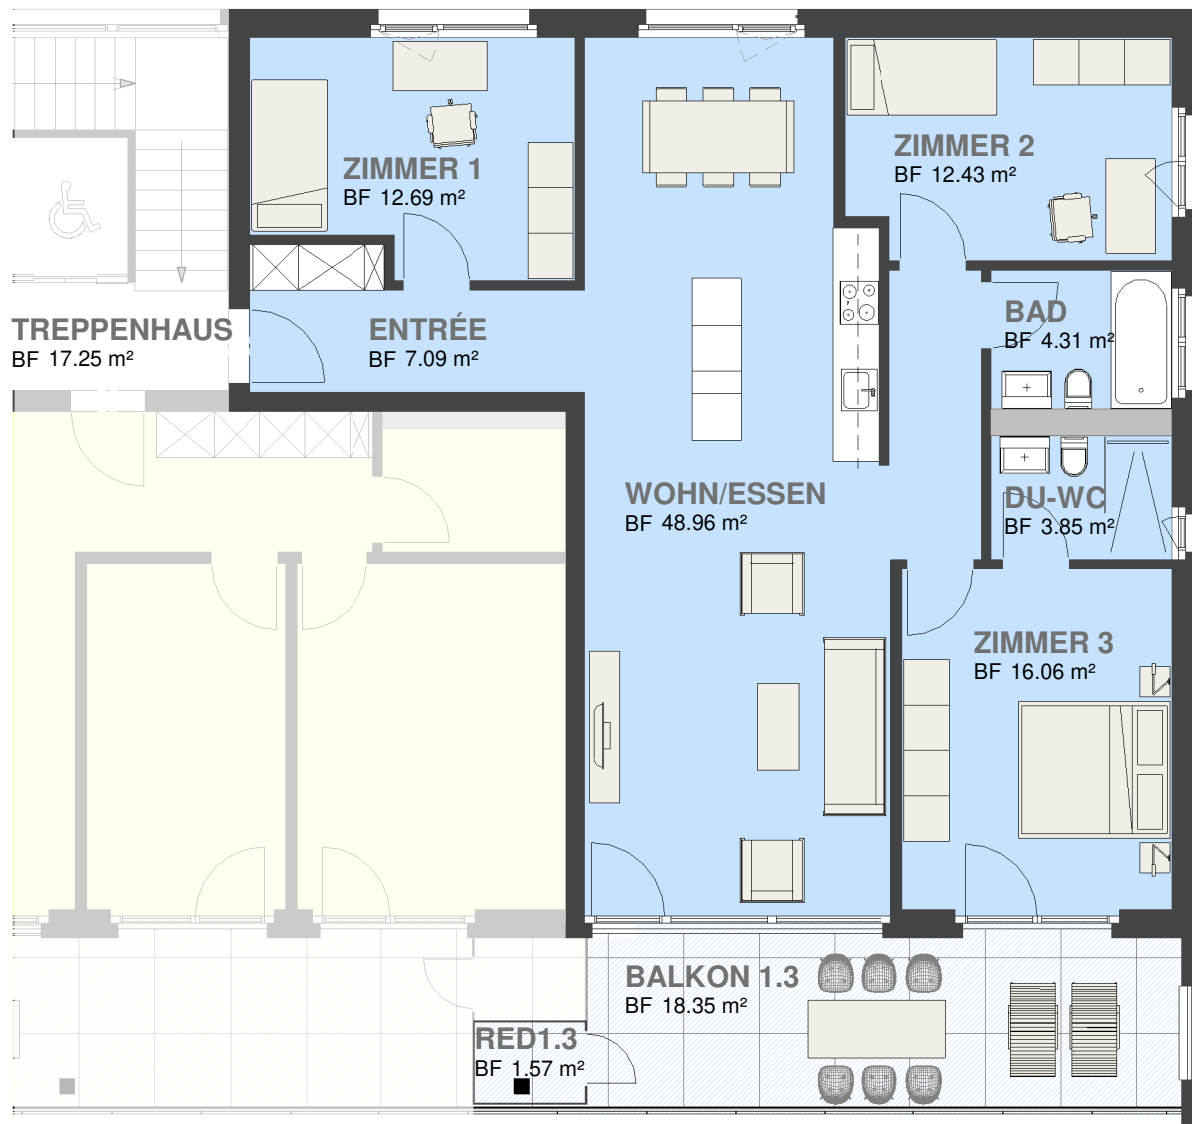 ZIMMER 1
BF 12.69 m²
ZIMMER 2
BF 12.43 m²
TREPPENHAUS
BF 17.25 m²
ENTRÉE
BF 7.09 m²
BAD
BF 4.31 m²
WOHN/ESSEN
BF 48.96 m²
DU-WC
BF 3.85 m²
ZIMMER 3
BF 16.06 m²
BALKON 1.3
BF 18.35 m²
RED1.3
BF 1.57 m²